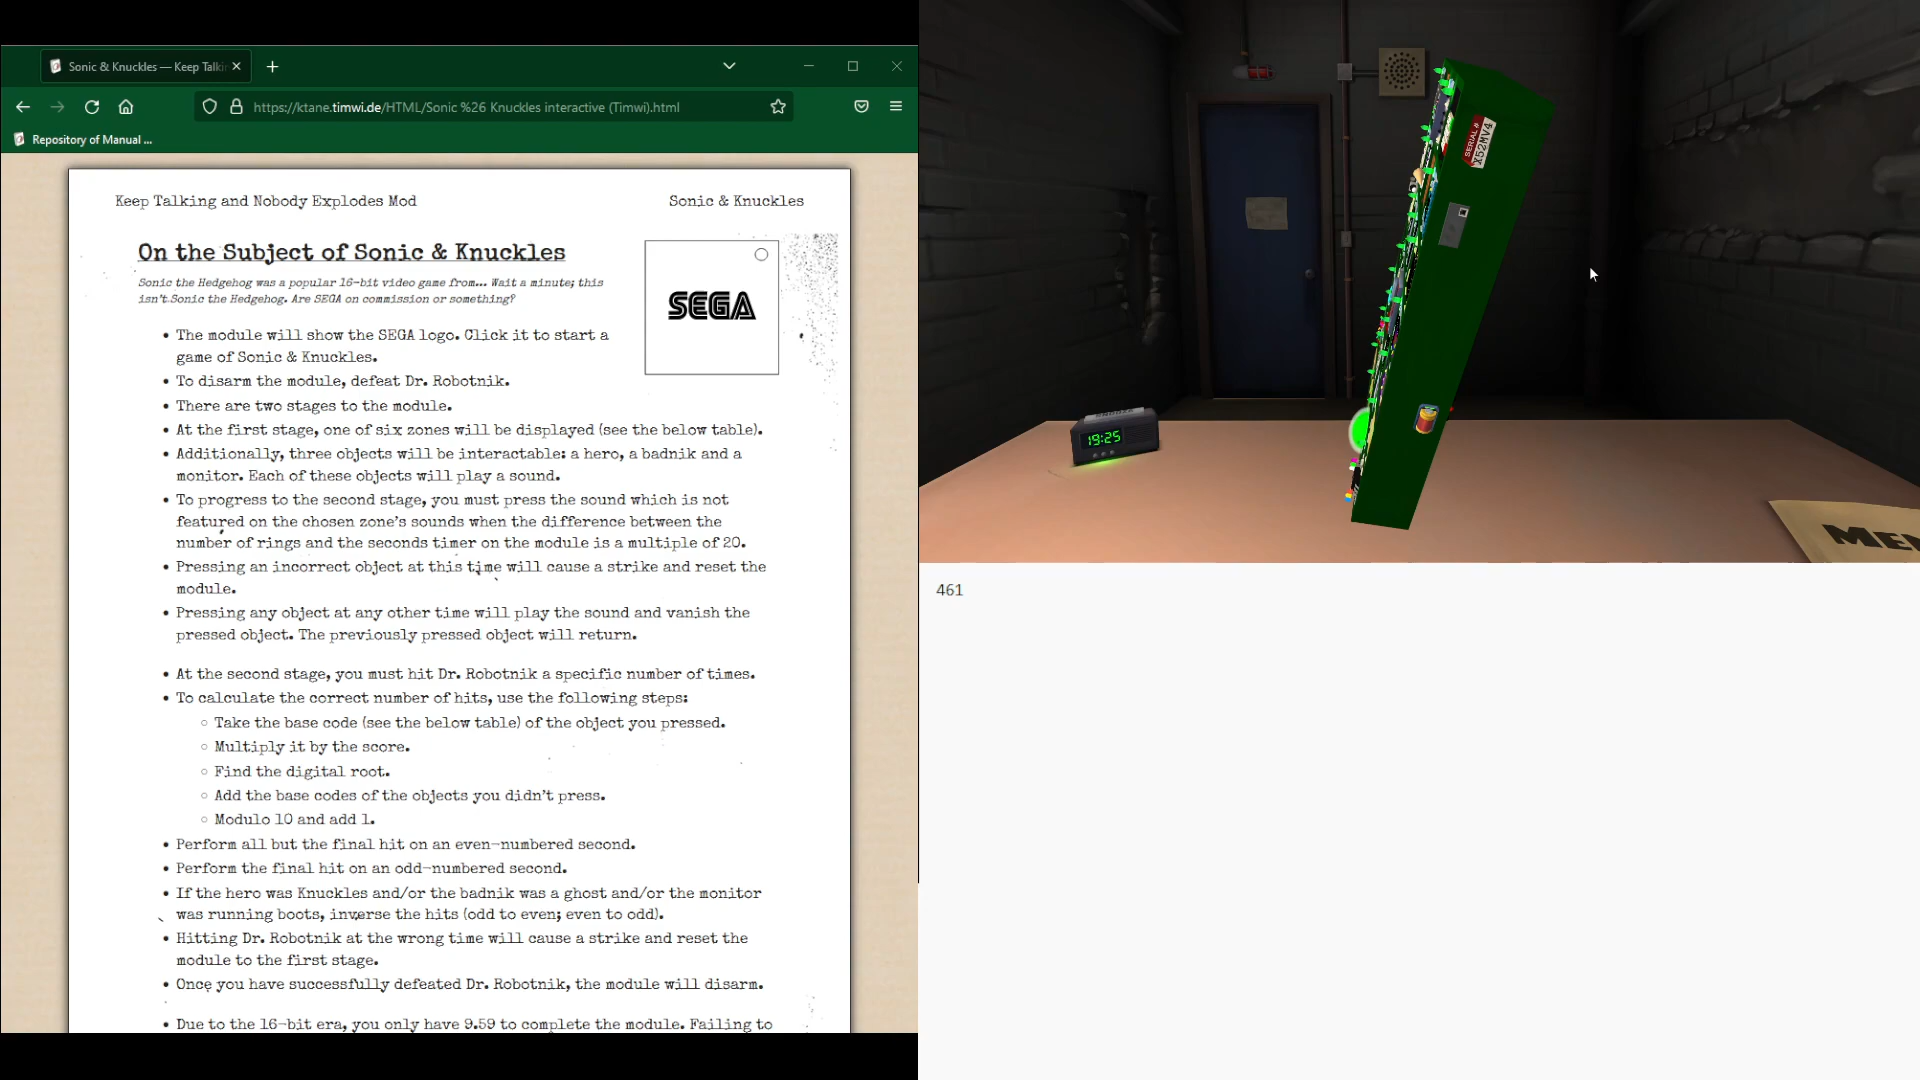 Sonic & Knuckles — Keep Talki
https://ktane.timwi.de/HTML/Sonic %26 Knuckles interactive (Timwi).html
Repository of Manual ...
Keep Talking and Nobody Explodes Mod
Sonic & Knuckles
On the Subject of Sonic & Knuckles
Sonic the Hedgehog was a popular 16-bit video game from... Wait a minute; this
isn't Sonic the Hedgehog. Are SEGA on commission or something?
SEGA
• The module will show the SEGA logo. Click it to start a
game of Sonic & Knuckles.
• To disarm the module, defeat Dr. Robotnik.
• There are two stages to the module.
• At the first stage, one of six zones will be displayed (see the below table).
• Additionally, three objects will be interactable: a hero, a badnik and a
monitor. Each of these objects will play a sound.
• To progress to the second stage, you must press the sound which is not
featured on the chosen zone's sounds when the difference between the
number of rings and the seconds timer on the module is a multiple of 20.
• Pressing an incorrect object at this time will cause a strike and reset the
module.
• Pressing any object at any other time will play the sound and vanish the
pressed object. The previously pressed object will return.
• At the second stage, you must hit Dr. Robotnik a specific number of times.
• To calculate the correct number of hits, use the following steps:
○ Take the base code (see the below table) of the object you pressed.
○ Multiply it by the score.
○ Find the digital root.
○ Add the base codes of the objects you didn't press.
○ Modulo 10 and add 1.
• Perform all but the final hit on an even-numbered second.
• Perform the final hit on an odd-numbered second.
• If the hero was Knuckles and/or the badnik was a ghost and/or the monitor
was running boots, inverse the hits (odd to even; even to odd).
• Hitting Dr. Robotnik at the wrong time will cause a strike and reset the
module to the first stage.
• Once you have successfully defeated Dr. Robotnik, the module will disarm.
• Due to the 16-bit era, you only have 9.59 to complete the module. Failing to
SERIAL #
X52MV4
SNOOZE
19:25
MEN
461